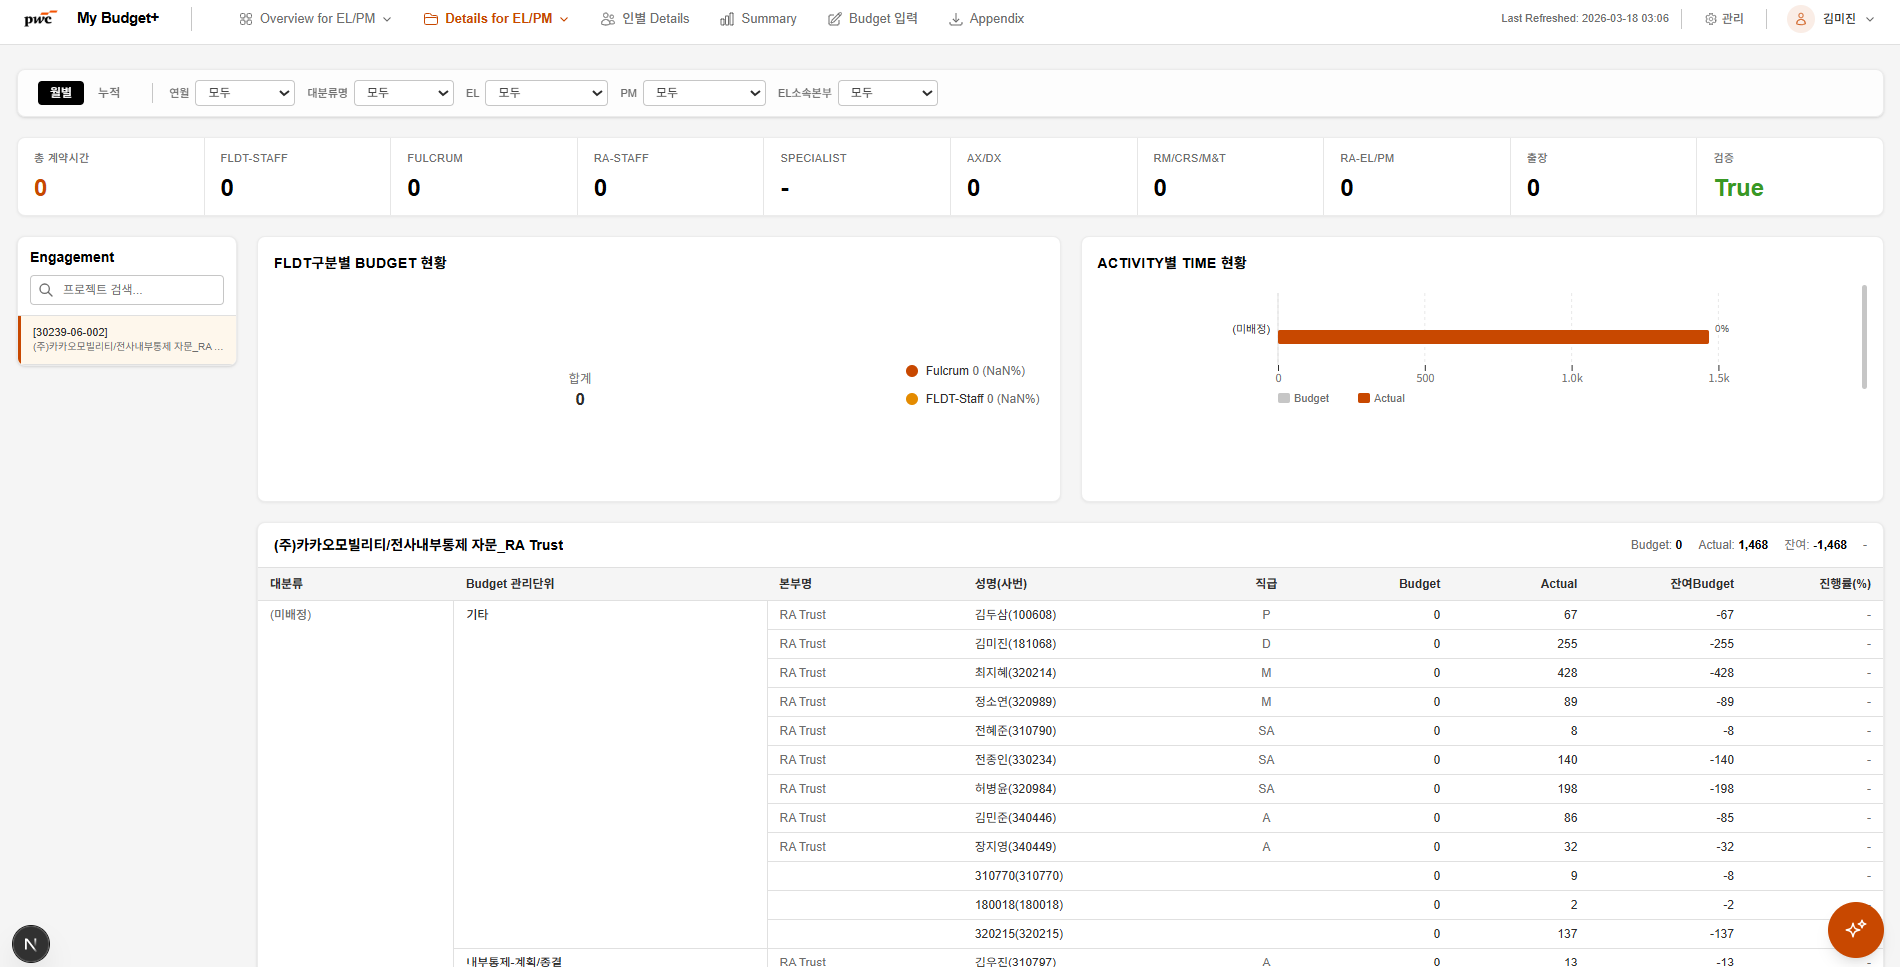 pwc My Budget+ Overview for EL/PM Details for EL/PM 인별 Details Summary Budget 입력 Appendix Last Refreshed: 2026-03-18 03:06 관리 김미진
월별 누적 연월 모두 대분류명 모두 EL 모두 PM 모두 EL소속본부 모두
총 계약시간 FLDT-STAFF FULCRUM RA-STAFF SPECIALIST AX/DX RM/CRS/M&T RA-EL/PM 출장 검증
0 0 0 0 - 0 0 0 0 True
Engagement
프로젝트 검색...
[30239-06-002]
(주)카카오모빌리티/전사내부통제 자문_RA ...
FLDT구분별 BUDGET 현황
합계
0
Fulcrum 0 (NaN%)
FLDT-Staff 0 (NaN%)
ACTIVITY별 TIME 현황
(미배정) 0%
0 500 1.0k 1.5k
Budget Actual
(주)카카오모빌리티/전사내부통제 자문_RA Trust Budget: 0 Actual: 1,468 잔여: -1,468 -
대분류 Budget 관리단위 본부명 성명(사번) 직급 Budget Actual 잔여Budget 진행률(%)
(미배정) 기타 RA Trust 김두삼(100608) P 0 67 -67 -
RA Trust 김미진(181068) D 0 255 -255 -
RA Trust 최지혜(320214) M 0 428 -428 -
RA Trust 정소연(320989) M 0 89 -89 -
RA Trust 전혜준(310790) SA 0 8 -8 -
RA Trust 전종인(330234) SA 0 140 -140 -
RA Trust 허병윤(320984) SA 0 198 -198 -
RA Trust 김민준(340446) A 0 86 -85 -
RA Trust 장지영(340449) A 0 32 -32 -
310770(310770) 0 9 -8 -
180018(180018) 0 2 -2 -
320215(320215) 0 137 -137
내부통제-계획/종결 RA Trust 김우진(310797) A 0 13 -13 -
N